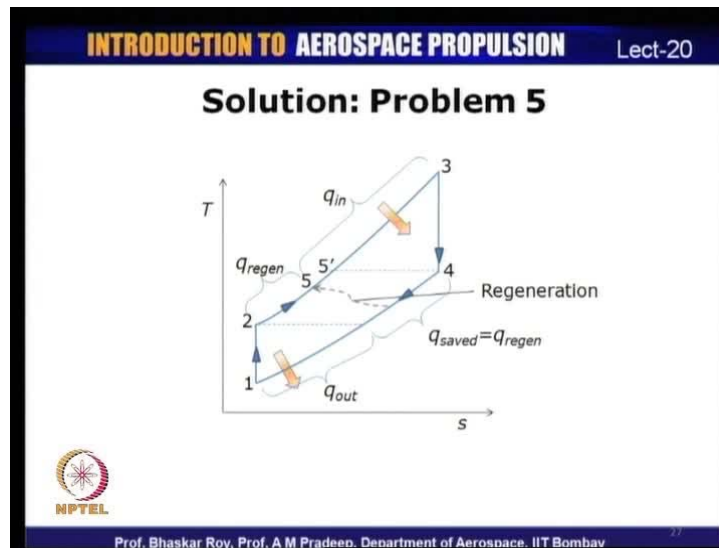 INTRODUCTION TO AEROSPACE PROPULSION
Lect-20
Solution: Problem 5
3
T
q_in
q_regen
5
5'
4
Regeneration
2
q_saved=q_regen
1
q_out
s
NPTEL
27
Prof. Bhaskar Roy, Prof. A M Pradeep, Department of Aerospace, IIT Bombay